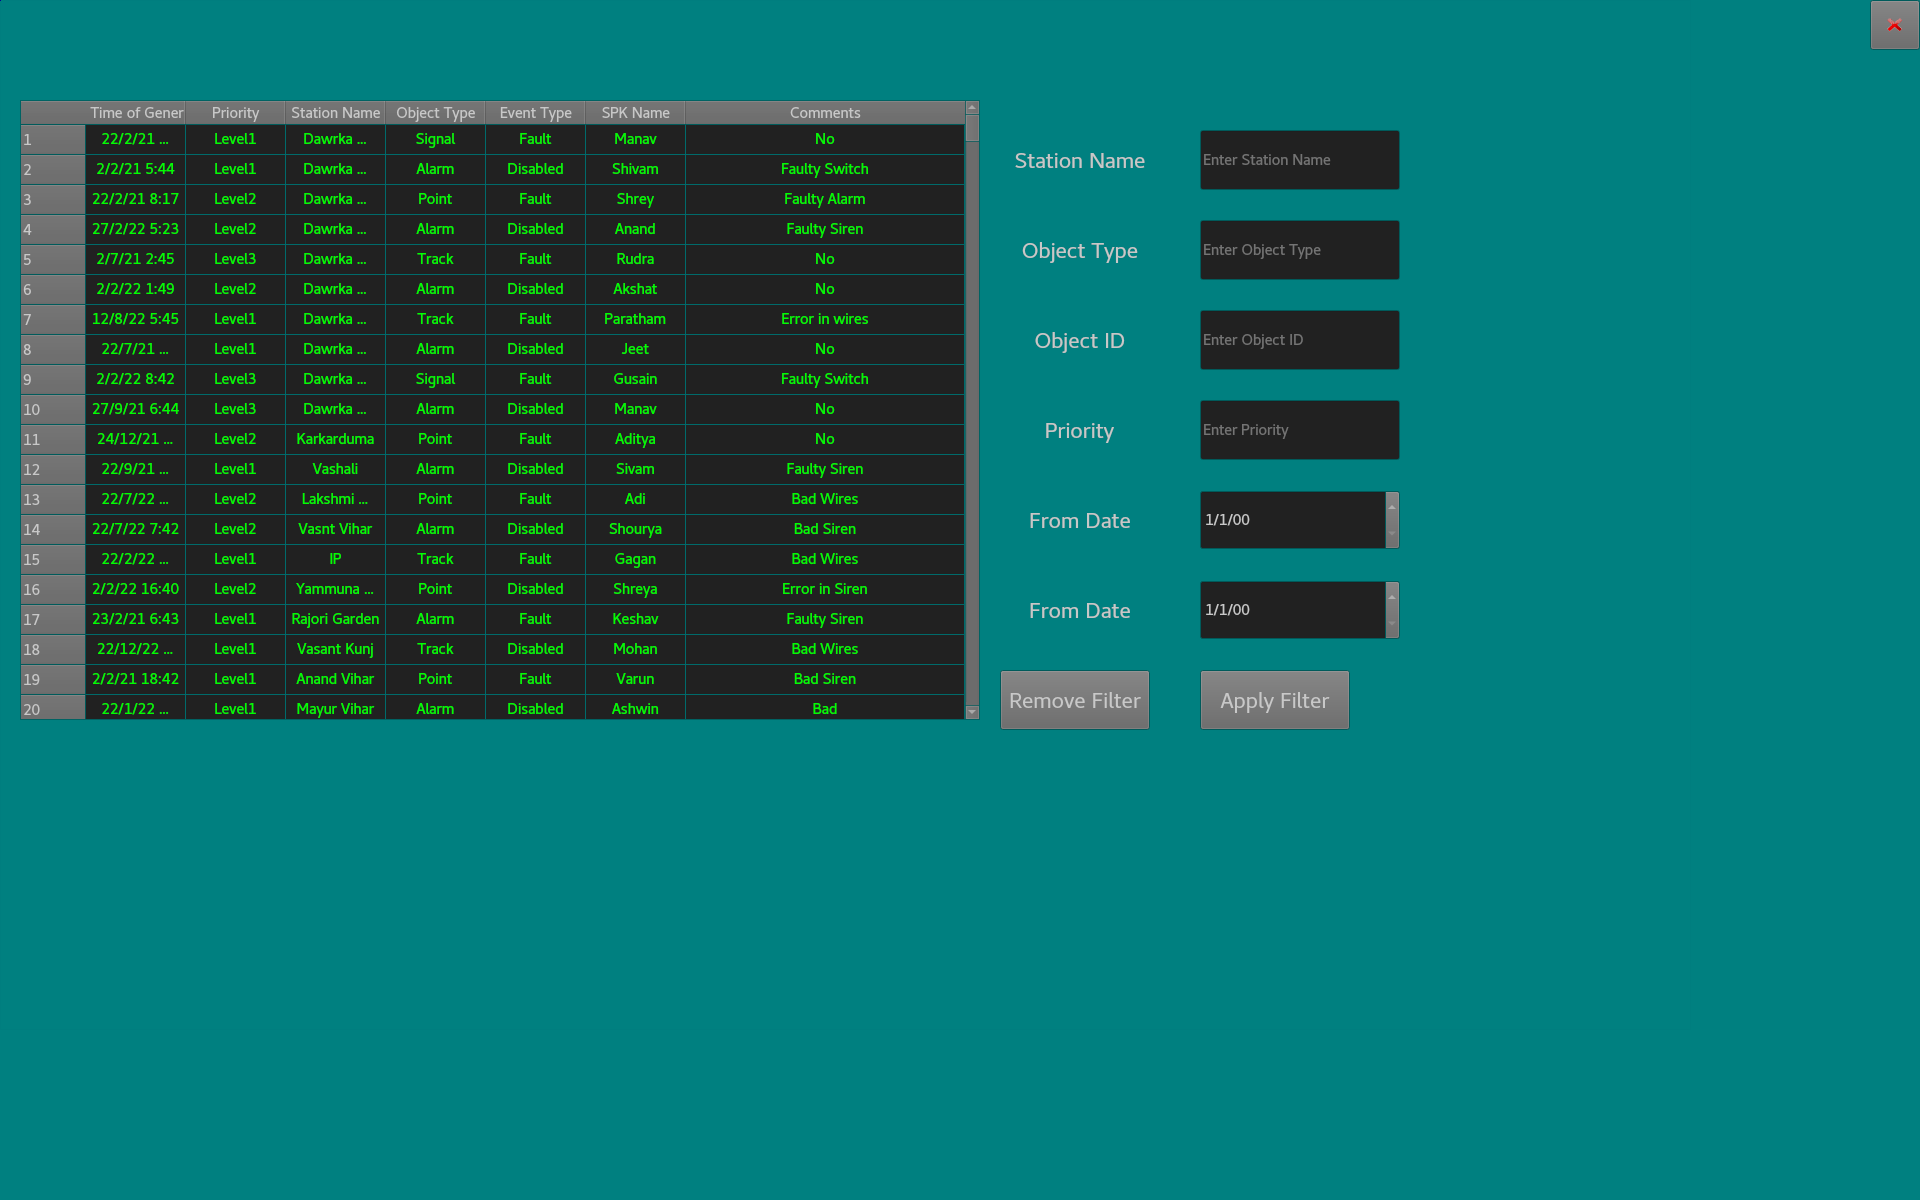 Time of Gener Priority Station Name Object Type Event Type SPK Name Comments
1 22/2/21 ... Level1 Dawrka ... Signal Fault Manav No
2 2/2/21 5:44 Level1 Dawrka ... Alarm Disabled Shivam Faulty Switch
3 22/2/21 8:17 Level2 Dawrka ... Point Fault Shrey Faulty Alarm
4 27/2/22 5:23 Level2 Dawrka ... Alarm Disabled Anand Faulty Siren
5 2/7/21 2:45 Level3 Dawrka ... Track Fault Rudra No
6 2/2/22 1:49 Level2 Dawrka ... Alarm Disabled Akshat No
7 12/8/22 5:45 Level1 Dawrka ... Track Fault Paratham Error in wires
8 22/7/21 ... Level1 Dawrka ... Alarm Disabled Jeet No
9 2/2/22 8:42 Level3 Dawrka ... Signal Fault Gusain Faulty Switch
10 27/9/21 6:44 Level3 Dawrka ... Alarm Disabled Manav No
11 24/12/21 ... Level2 Karkarduma Point Fault Aditya No
12 22/9/21 ... Level1 Vashali Alarm Disabled Sivam Faulty Siren
13 22/7/22 ... Level2 Lakshmi ... Point Fault Adi Bad Wires
14 22/7/22 7:42 Level2 Vasnt Vihar Alarm Disabled Shourya Bad Siren
15 22/2/22 ... Level1 IP Track Fault Gagan Bad Wires
16 2/2/22 16:40 Level2 Yammuna ... Point Disabled Shreya Error in Siren
17 23/2/21 6:43 Level1 Rajori Garden Alarm Fault Keshav Faulty Siren
18 22/12/22 ... Level1 Vasant Kunj Track Disabled Mohan Bad Wires
19 2/2/21 18:42 Level1 Anand Vihar Point Fault Varun Bad Siren
20 22/1/22 ... Level1 Mayur Vihar Alarm Disabled Ashwin Bad
Station Name Enter Station Name
Object Type Enter Object Type
Object ID Enter Object ID
Priority Enter Priority
From Date 1/1/00
From Date 1/1/00
Remove Filter Apply Filter